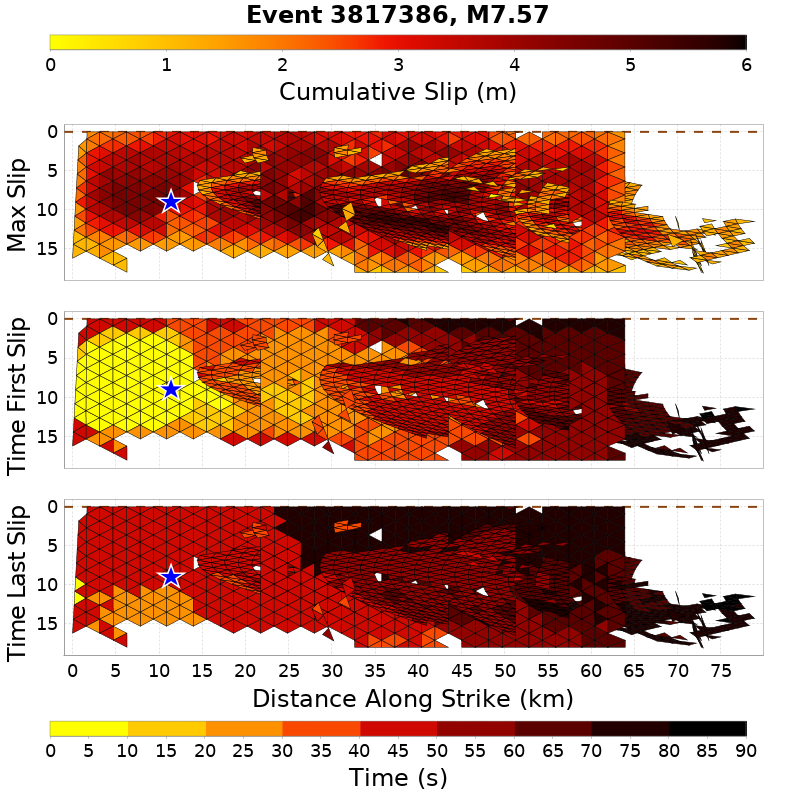 Event 3817386, M7.57
0 1 2 3 4 5 6
Cumulative Slip (m)
Max Slip
0
5
10
15
Time First Slip
0
5
10
15
Time Last Slip
0
5
10
15
0 5 10 15 20 25 30 35 40 45 50 55 60 65 70 75
Distance Along Strike (km)
0 5 10 15 20 25 30 35 40 45 50 55 60 65 70 75 80 85 90
Time (s)